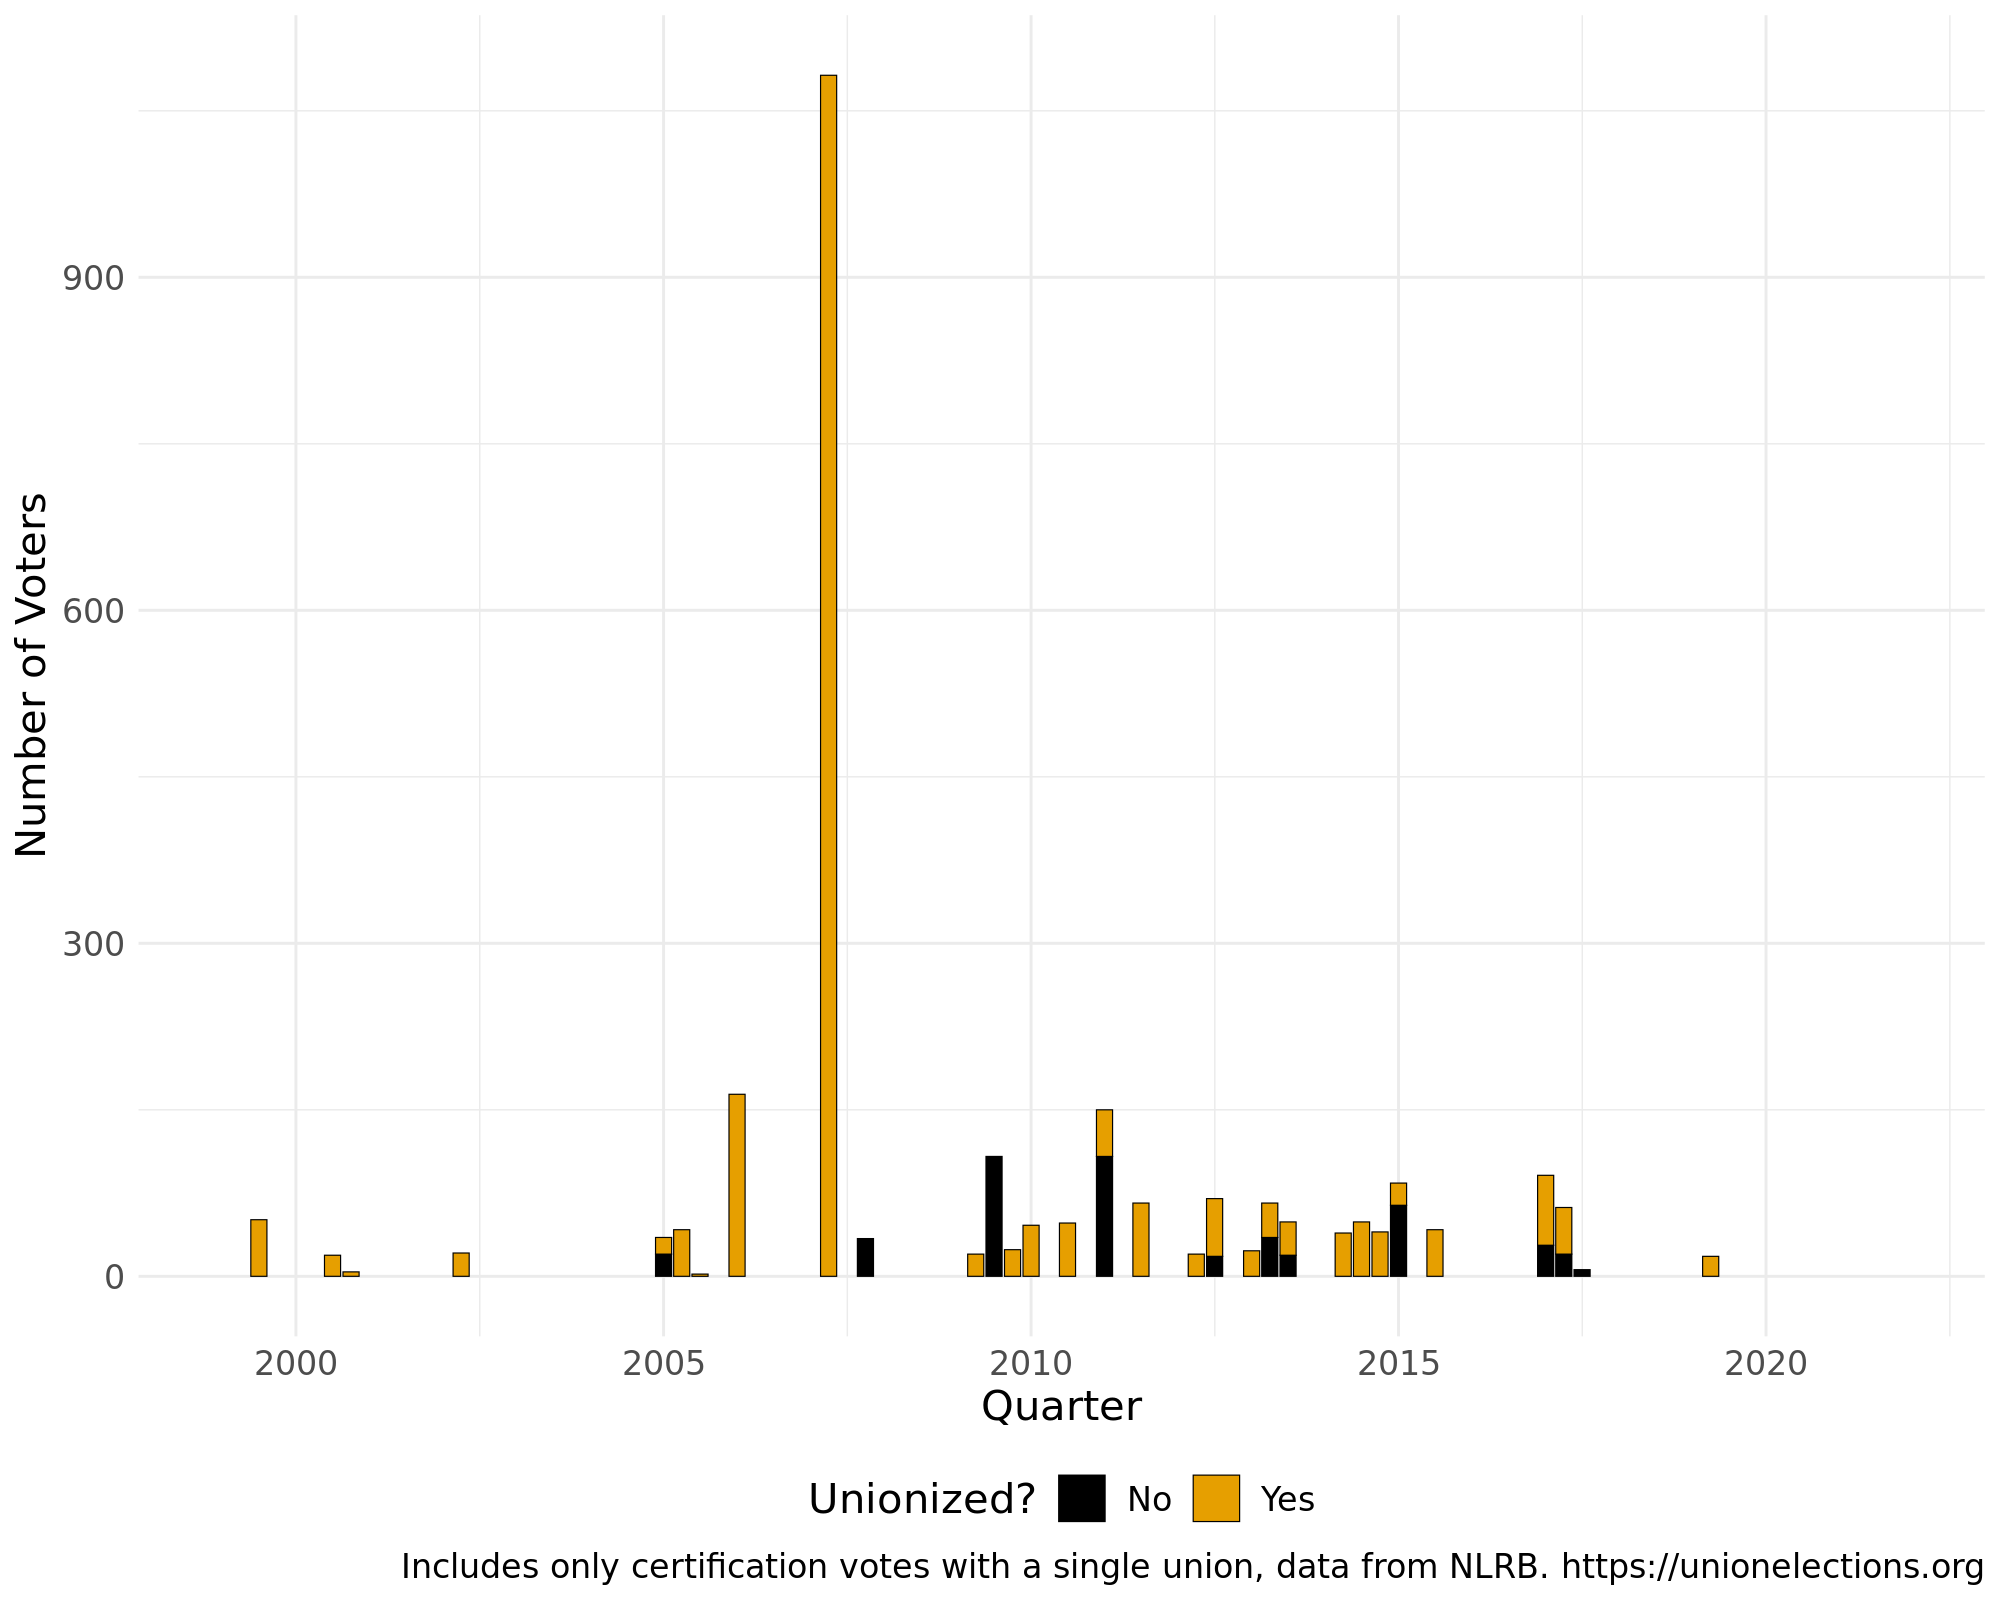 Number of Voters
900
600
300
0
2000 2005 2010 2015 2020
Quarter
Unionized? No Yes
Includes only certification votes with a single union, data from NLRB. https://unionelections.org